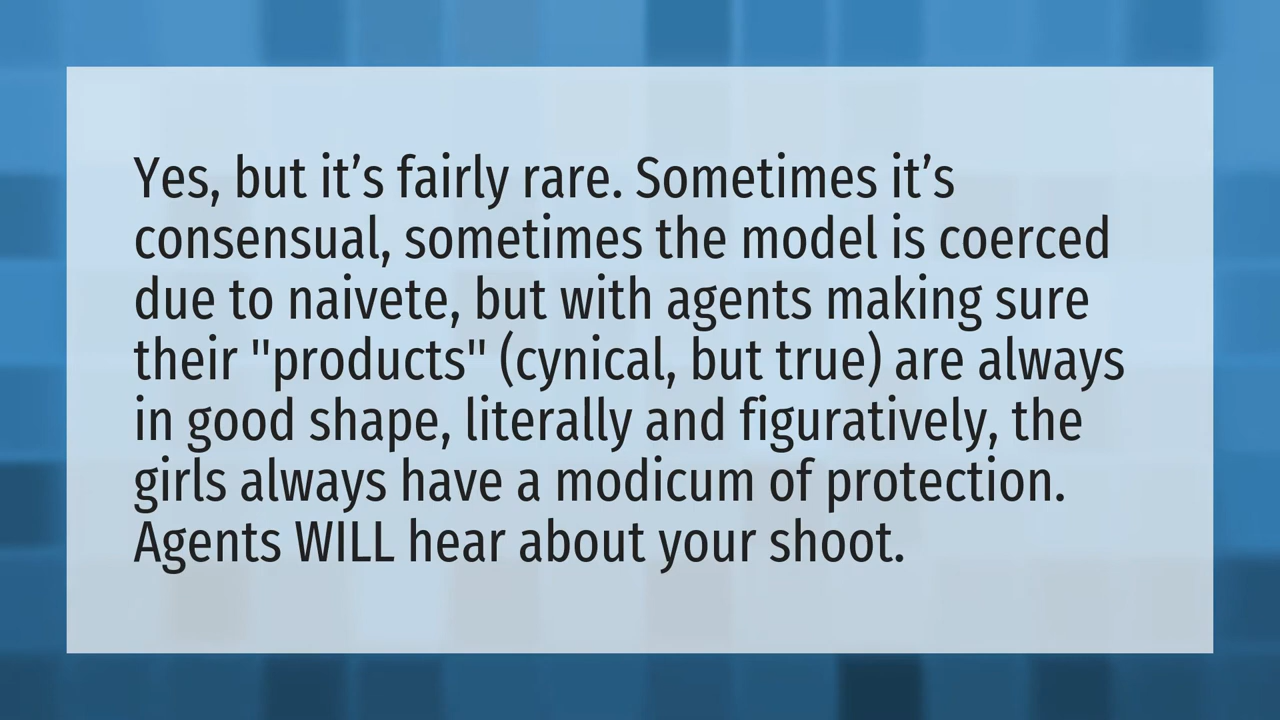 Yes, but it’s fairly rare. Sometimes it’s
consensual, sometimes the model is coerced
due to naivete, but with agents making sure
their "products" (cynical, but true) are always
in good shape, literally and figuratively, the
girls always have a modicum of protection.
Agents WILL hear about your shoot.